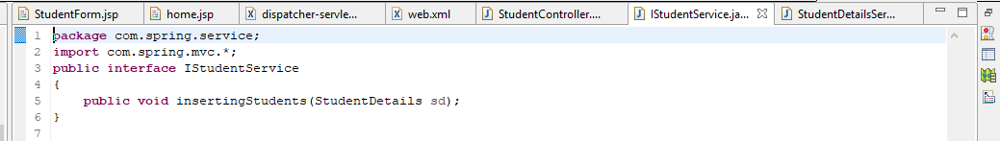 StudentForm.jsp home.jsp dispatcher-servle... web.xml StudentController.... IStudentService.ja... StudentDetailsSer...
1 package com.spring.service;
2 import com.spring.mvc.*;
3 public interface IStudentService
4 {
5 public void insertingStudents(StudentDetails sd);
6 }
7